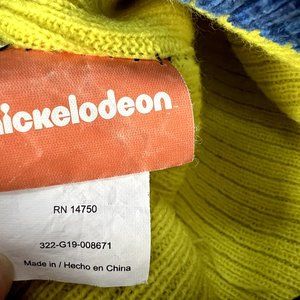 nickelodeon
RN 14750
322-G19-008671
Made in / Hecho en China